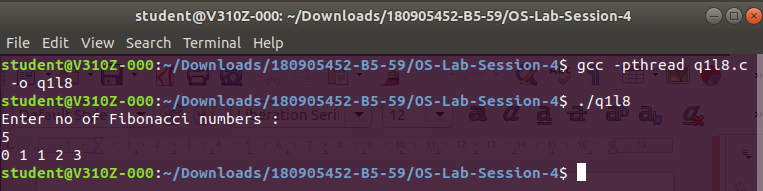 student@V310Z-000: ~/Downloads/180905452-B5-59/OS-Lab-Session-4
File Edit View Search Terminal Help
student@V310Z-000:~/Downloads/180905452-B5-59/OS-Lab-Session-4$ gcc -pthread q1l8.c
-o q1l8
student@V310Z-000:~/Downloads/180905452-B5-59/OS-Lab-Session-4$ ./q1l8
Enter no of Fibonacci numbers :
5
0 1 1 2 3
student@V310Z-000:~/Downloads/180905452-B5-59/OS-Lab-Session-4$